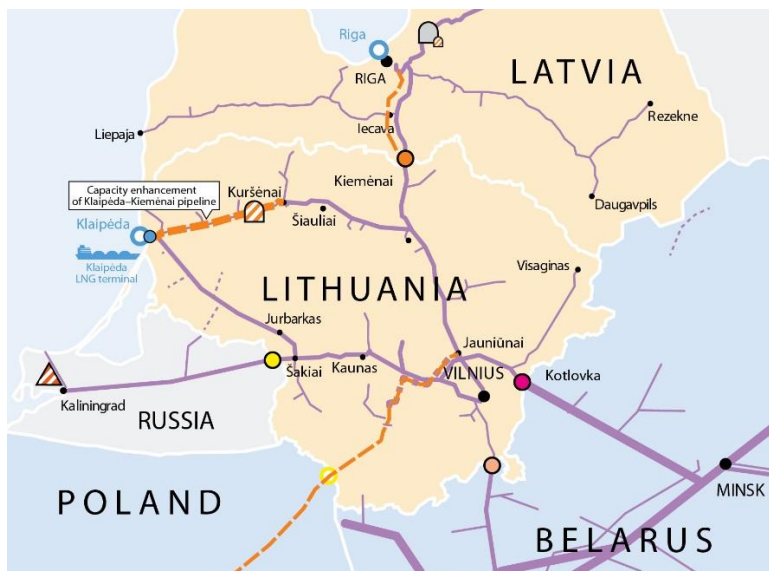 Riga
RIGA
LATVIA
Iecava
Rezekne
Liepaja
Kiemėnai
Daugavpils
Capacity enhancement
of Klaipėda–Kiemėnai pipeline
Kuršėnai
Šiauliai
Klaipėda
Klaipėda
LNG terminal
Visaginas
LITHUANIA
Jurbarkas
Jauniūnai
Kaunas
Šakiai
VILNIUS
Kotlovka
Kaliningrad
RUSSIA
POLAND
MINSK
BELARUS